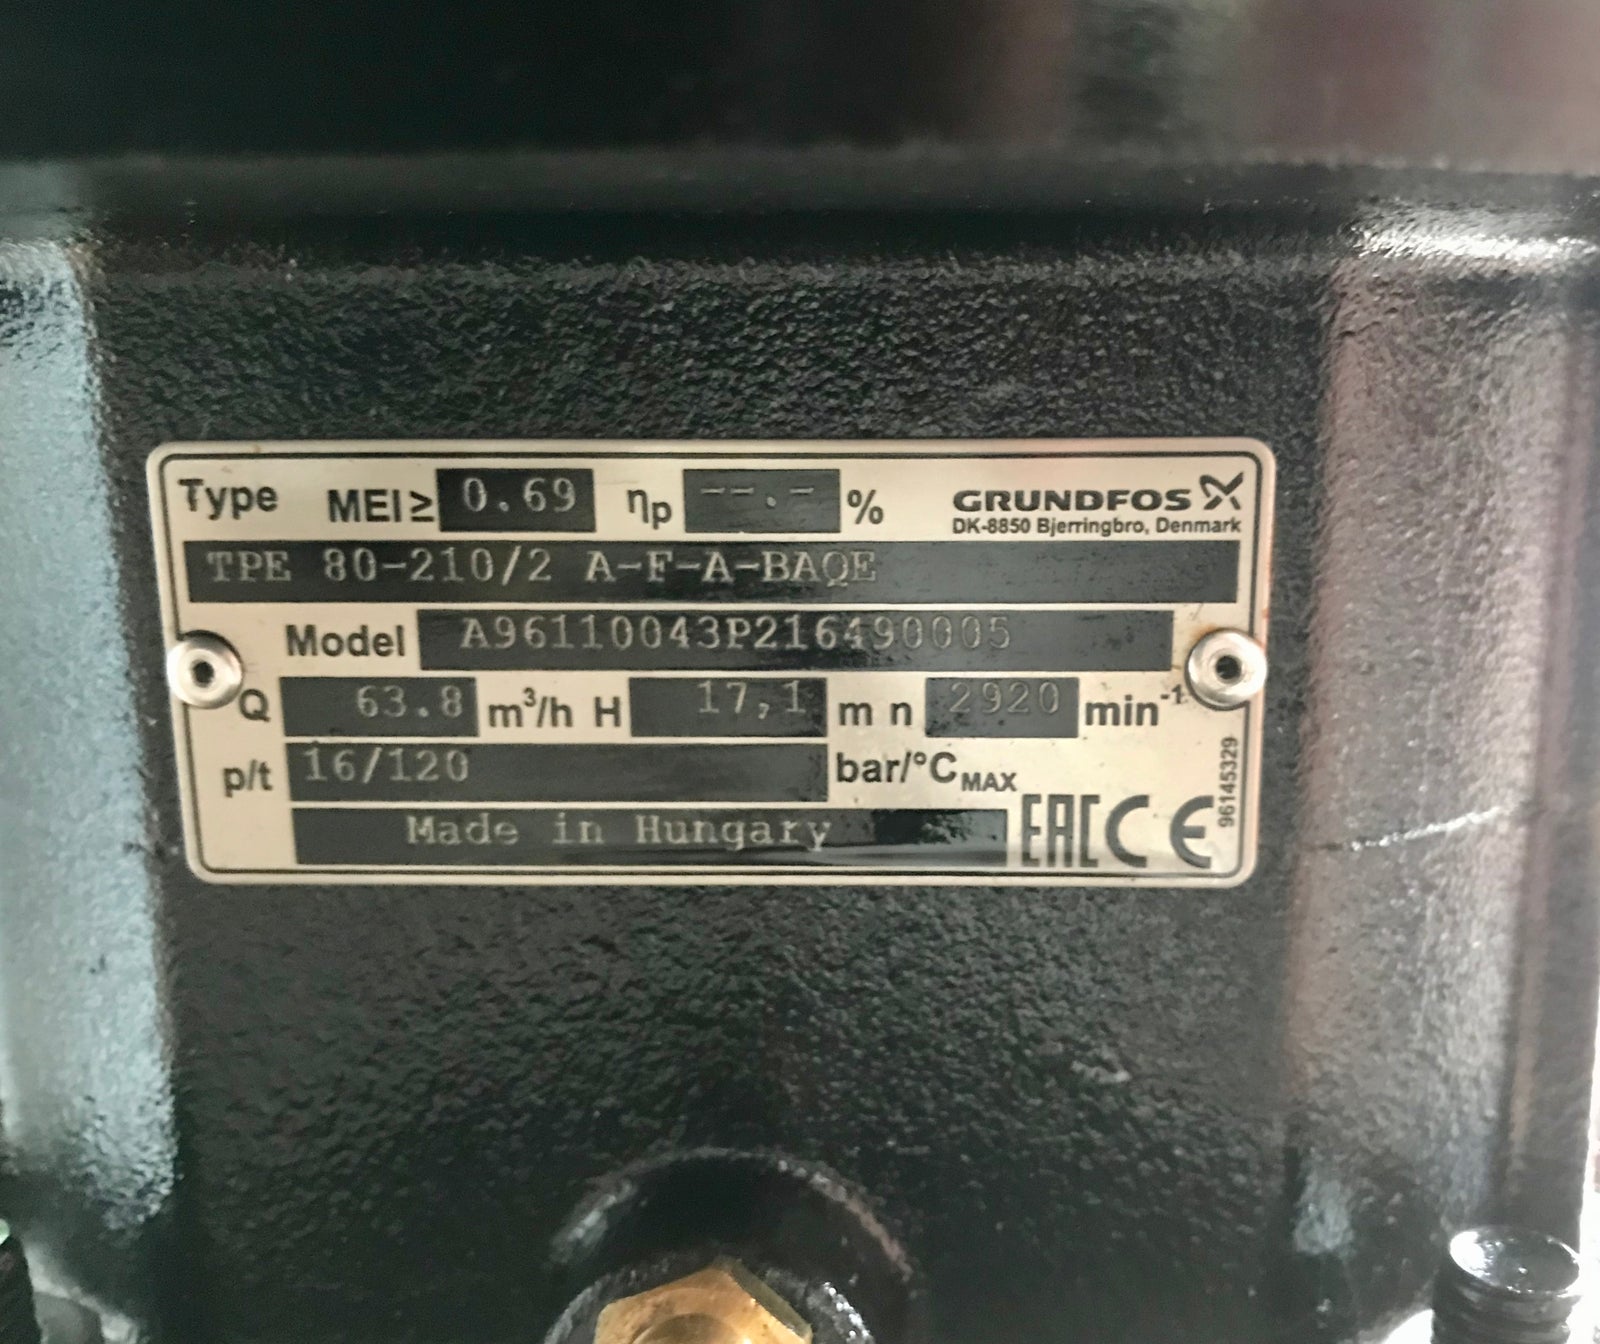 Type MEI≥ 0.69 ηp --.- % GRUNDFOS
DK-8850 Bjerringbro, Denmark
TPE 80-210/2 A-F-A-BAQE
Model A96110043P216490005
Q 63.8 m³/h H 17,1 m n 2920 min⁻¹
p/t 16/120 bar/°C MAX
Made in Hungary EAC CE
96145329